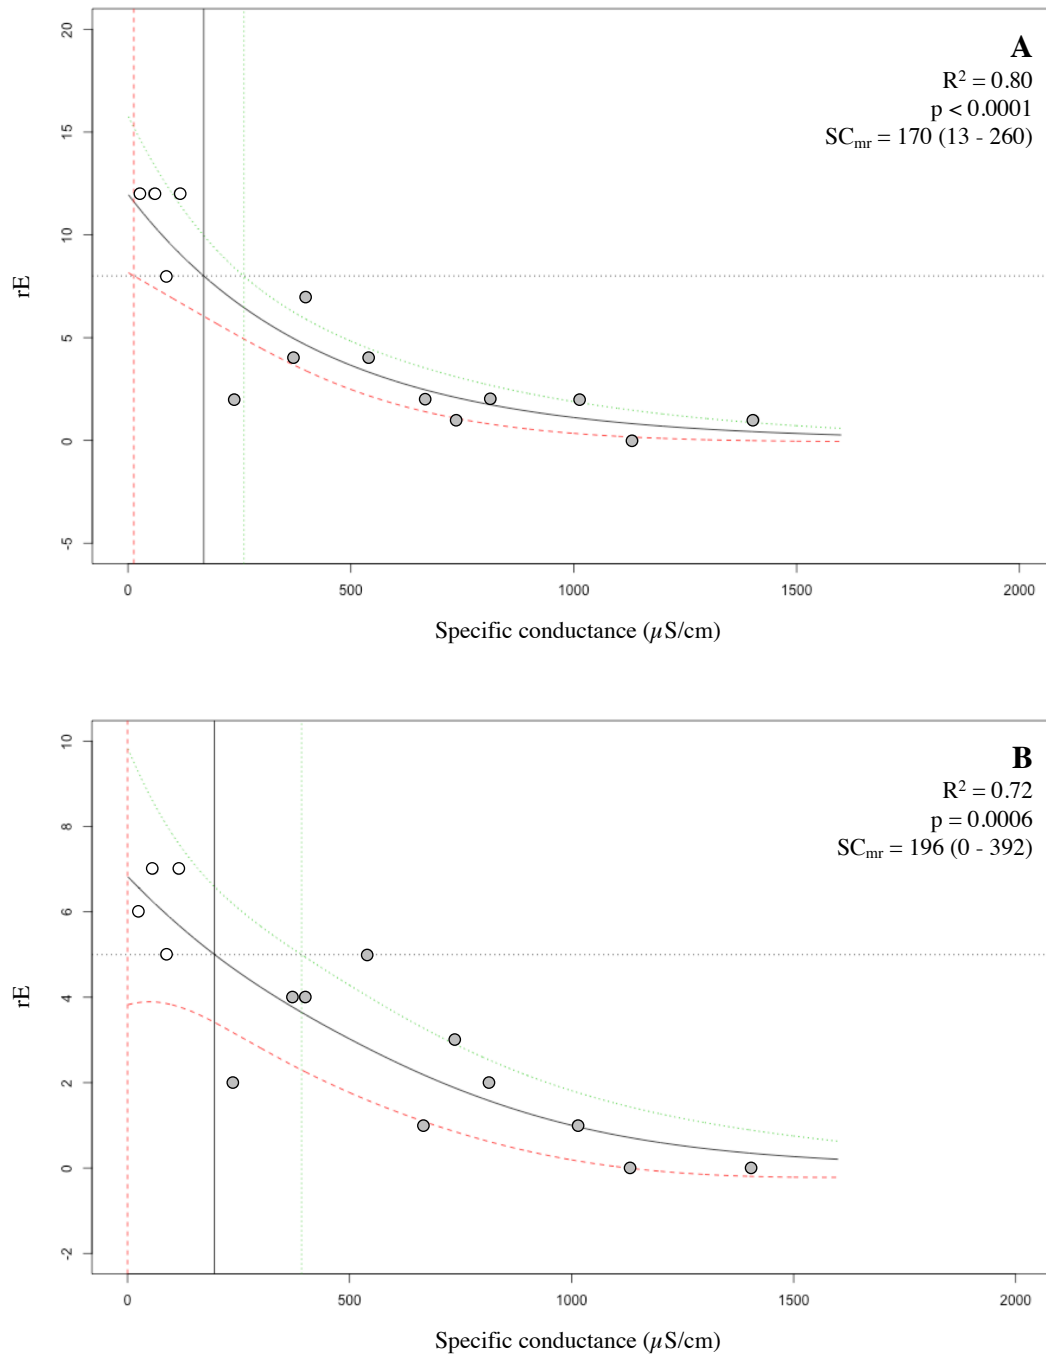 A
R² = 0.80
p < 0.0001
SCmr = 170 (13 - 260)
20
15
10
5
0
-5
rE
0 500 1000 1500 2000
Specific conductance (µS/cm)
B
R² = 0.72
p = 0.0006
SCmr = 196 (0 - 392)
10
8
6
4
2
0
-2
rE
0 500 1000 1500 2000
Specific conductance (µS/cm)